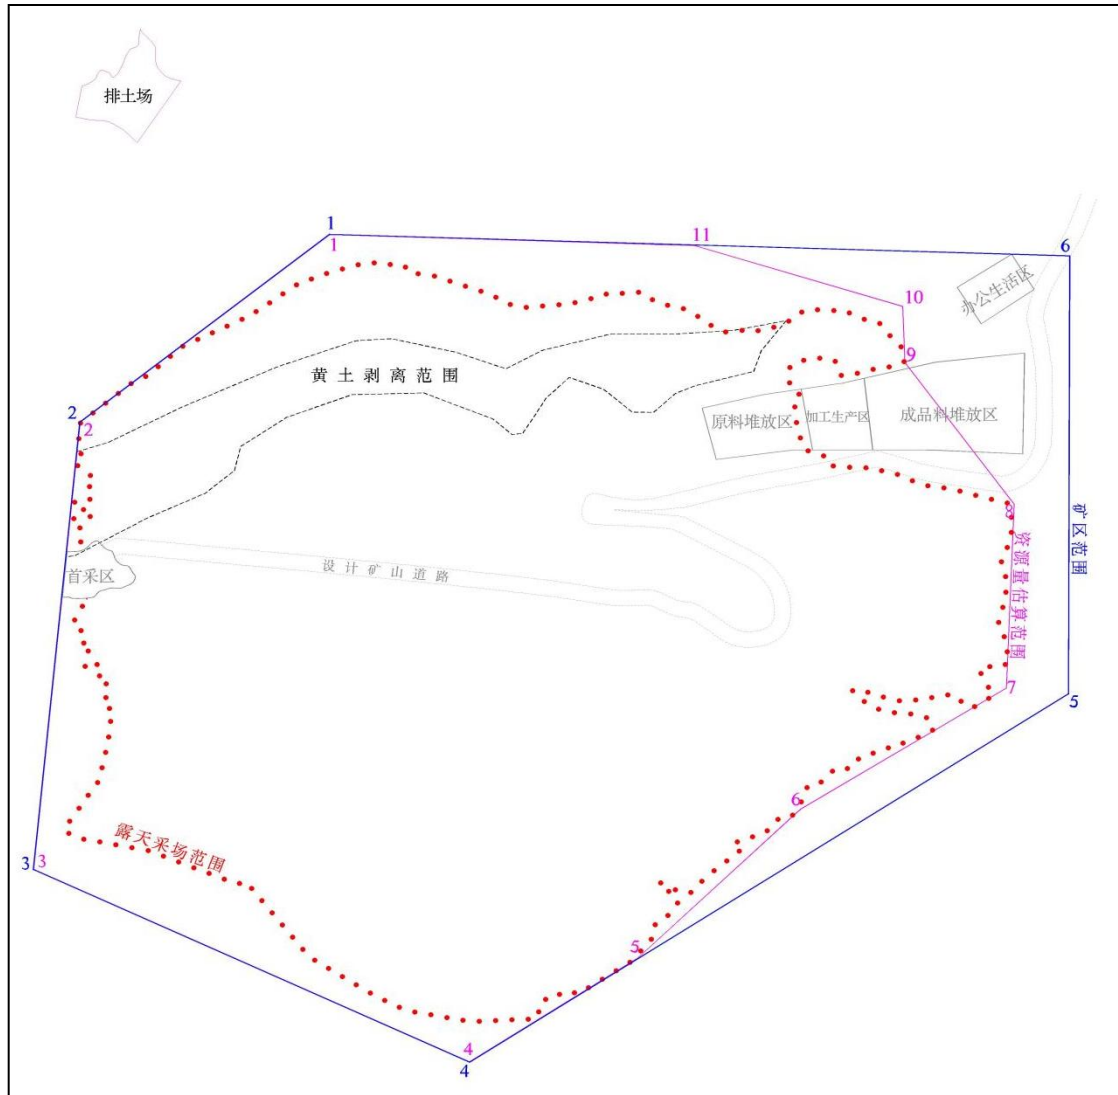 排土场
1
1
11
6
办公生活区
10
9
黄土剥离范围
2
2
原料堆放区
加工生产区
成品料堆放区
8
矿区范围
资源量估算范围
首采区
设计矿山道路
7
5
6
露天采场范围
3
3
5
4
4